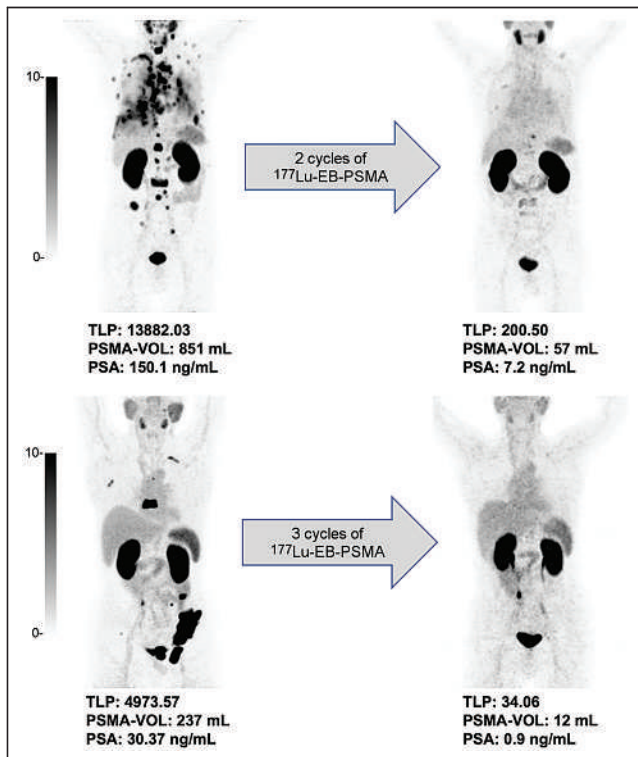 10-
0-
2 cycles of
¹⁷⁷Lu-EB-PSMA
TLP: 13882.03
PSMA-VOL: 851 mL
PSA: 150.1 ng/mL
TLP: 200.50
PSMA-VOL: 57 mL
PSA: 7.2 ng/mL
10-
0-
3 cycles of
¹⁷⁷Lu-EB-PSMA
TLP: 4973.57
PSMA-VOL: 237 mL
PSA: 30.37 ng/mL
TLP: 34.06
PSMA-VOL: 12 mL
PSA: 0.9 ng/mL